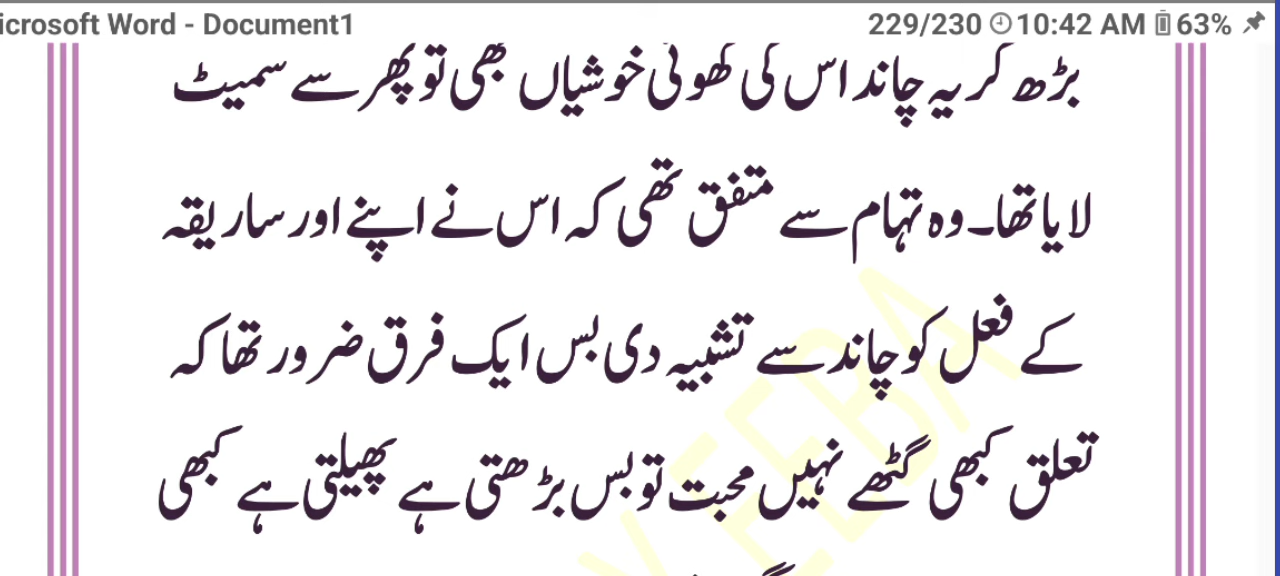 icrosoft Word - Document1 229/230 10:42 AM 63%
بڑھ کر یہ چاند اس کی کھوئی خوشیاں بھی تو پھر سے سمیٹ
لایا تھا۔ وہ تہام سے متفق تھی کہ اس نے اپنے اور ساریقہ
کے فعل کو چاند سے تشبیہ دی بس ایک فرق ضرور تھا کہ
تعلق کبھی گٹھے نہیں محبت تو بس بڑھتی ہے پھیلتی ہے کبھی